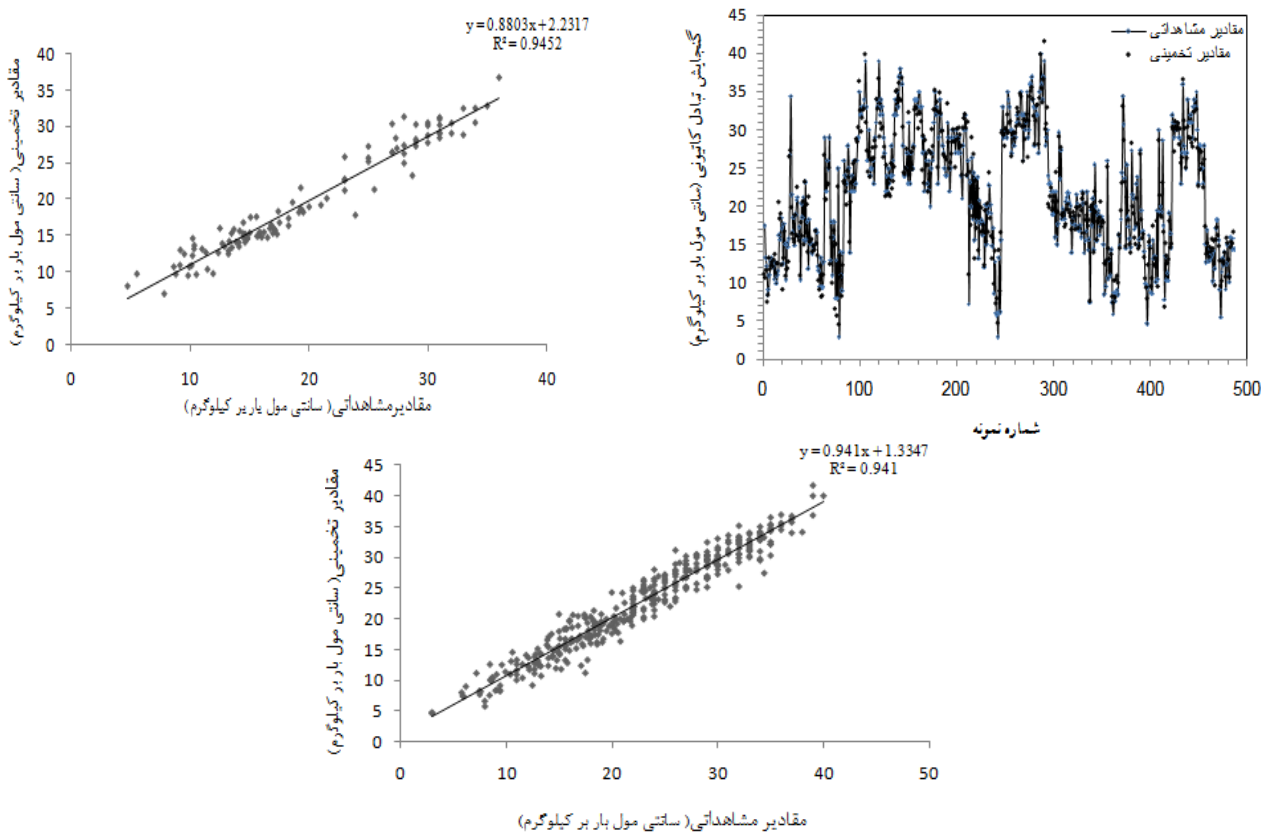 y = 0.8803x + 2.2317
R² = 0.9452
مقادیر تخمینی( سانتی مول بار بر کیلوگرم)
40
35
30
25
20
15
10
5
0
0 10 20 30 40
مقادیرمشاهداتی( سانتی مول بار بر کیلوگرم)
گنجایش تبادل کاتیونی (سانتی مول بار بر کیلوگرم)
مقادیر مشاهداتی
مقادیر تخمینی
45
40
35
30
25
20
15
10
5
0
0 100 200 300 400 500
شماره نمونه
y = 0.941x + 1.3347
R² = 0.941
مقادیر تخمینی( سانتی مول بار بر کیلوگرم)
45
40
35
30
25
20
15
10
5
0
0 10 20 30 40 50
مقادیر مشاهداتی( سانتی مول بار بر کیلوگرم)